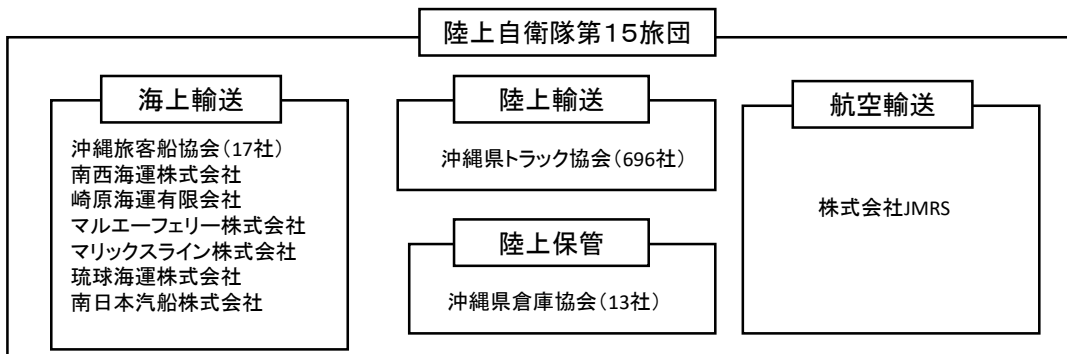 陸上自衛隊第15旅団
海上輸送
沖縄旅客船協会(17社)
南西海運株式会社
崎原海運有限会社
マルエーフェリー株式会社
マリックスライン株式会社
琉球海運株式会社
南日本汽船株式会社
陸上輸送
沖縄県トラック協会(696社)
陸上保管
沖縄県倉庫協会(13社)
航空輸送
株式会社JMRS